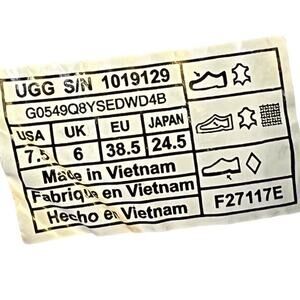 UGG S/N 1019129
G0549Q8YSEDWD4B
USA UK EU JAPAN
7.5 6 38.5 24.5
Made in Vietnam
Fabriqué en Vietnam
Hecho en Vietnam
F27117E